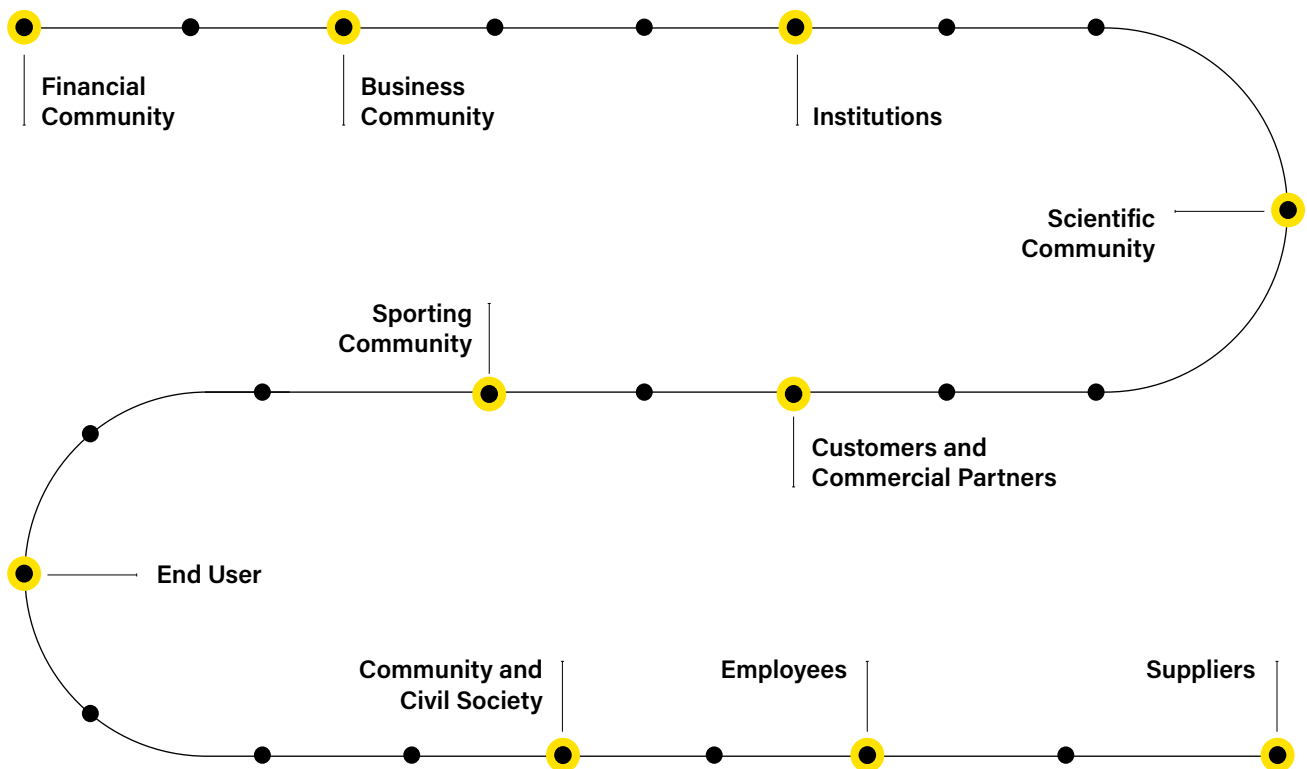 Financial
Community
Business
Community
Institutions
Scientific
Community
Sporting
Community
Customers and
Commercial Partners
End User
Community and
Civil Society
Employees
Suppliers